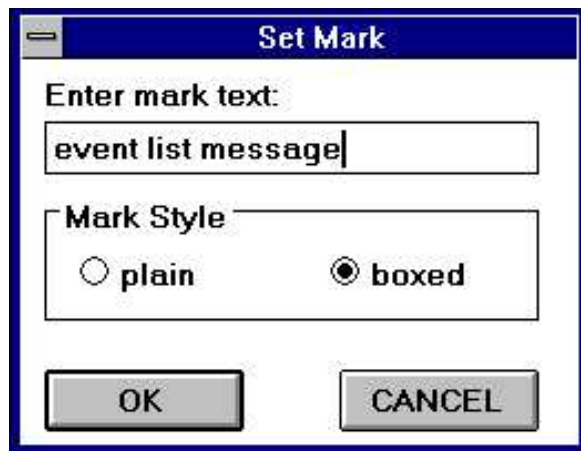 Set Mark
Enter mark text:
event list message
Mark Style
plain boxed
OK CANCEL